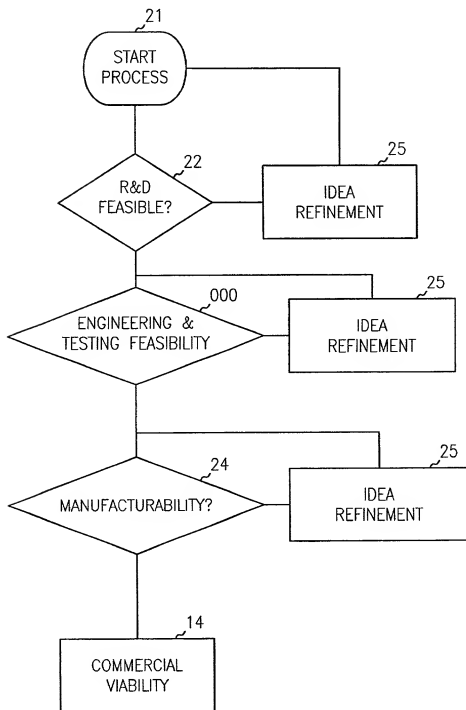 21
START
PROCESS
22
R&D
FEASIBLE?
25
IDEA
REFINEMENT
000
ENGINEERING &
TESTING FEASIBILITY
25
IDEA
REFINEMENT
24
MANUFACTURABILITY?
25
IDEA
REFINEMENT
14
COMMERCIAL
VIABILITY